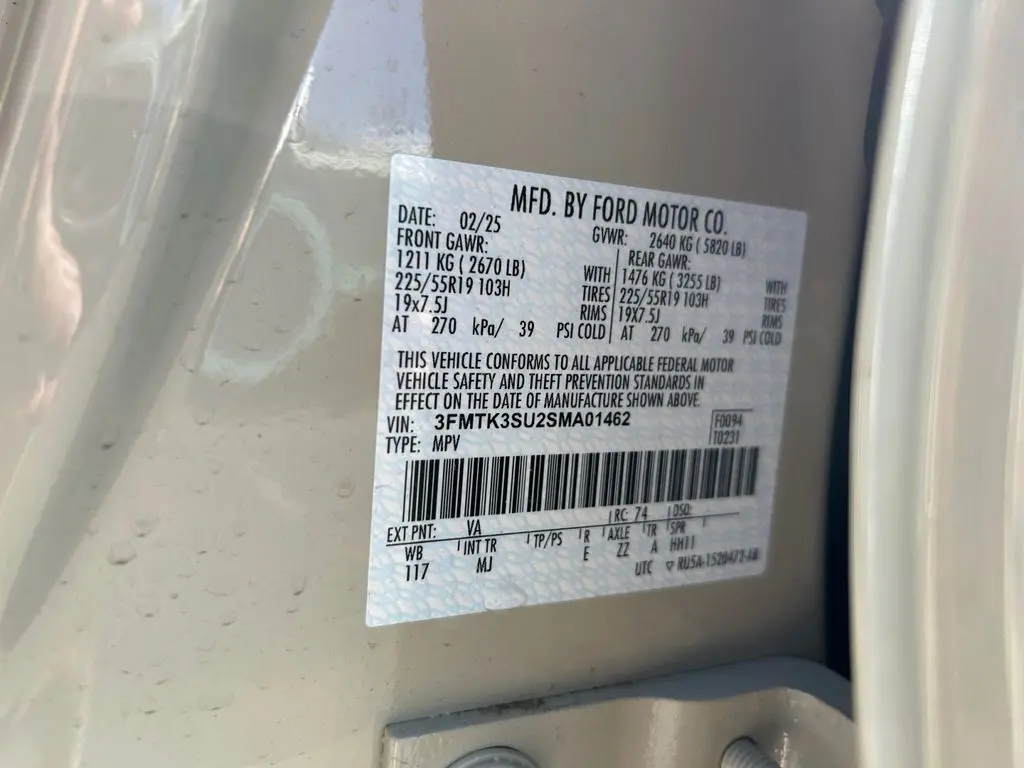 MFD. BY FORD MOTOR CO.
DATE: 02/25 GVWR: 2640 KG ( 5820 LB)
FRONT GAWR: REAR GAWR:
1211 KG ( 2670 LB) WITH 1476 KG ( 3255 LB) WITH
225/55R19 103H TIRES 225/55R19 103H TIRES
19x7.5J RIMS 19X7.5J RIMS
AT 270 kPa/ 39 PSI COLD AT 270 kPa/ 39 PSI COLD
THIS VEHICLE CONFORMS TO ALL APPLICABLE FEDERAL MOTOR
VEHICLE SAFETY AND THEFT PREVENTION STANDARDS IN
EFFECT ON THE DATE OF MANUFACTURE SHOWN ABOVE.
VIN: 3FMTK3SU2SMA01462 F0094
TYPE: MPV T0231
EXT PNT: VA RC: 74 DSO:
WB INT TR TP/PS R AXLE TR SPR
117 MJ E ZZ A HH11
UTC ▽ RU5A-1520472-AB